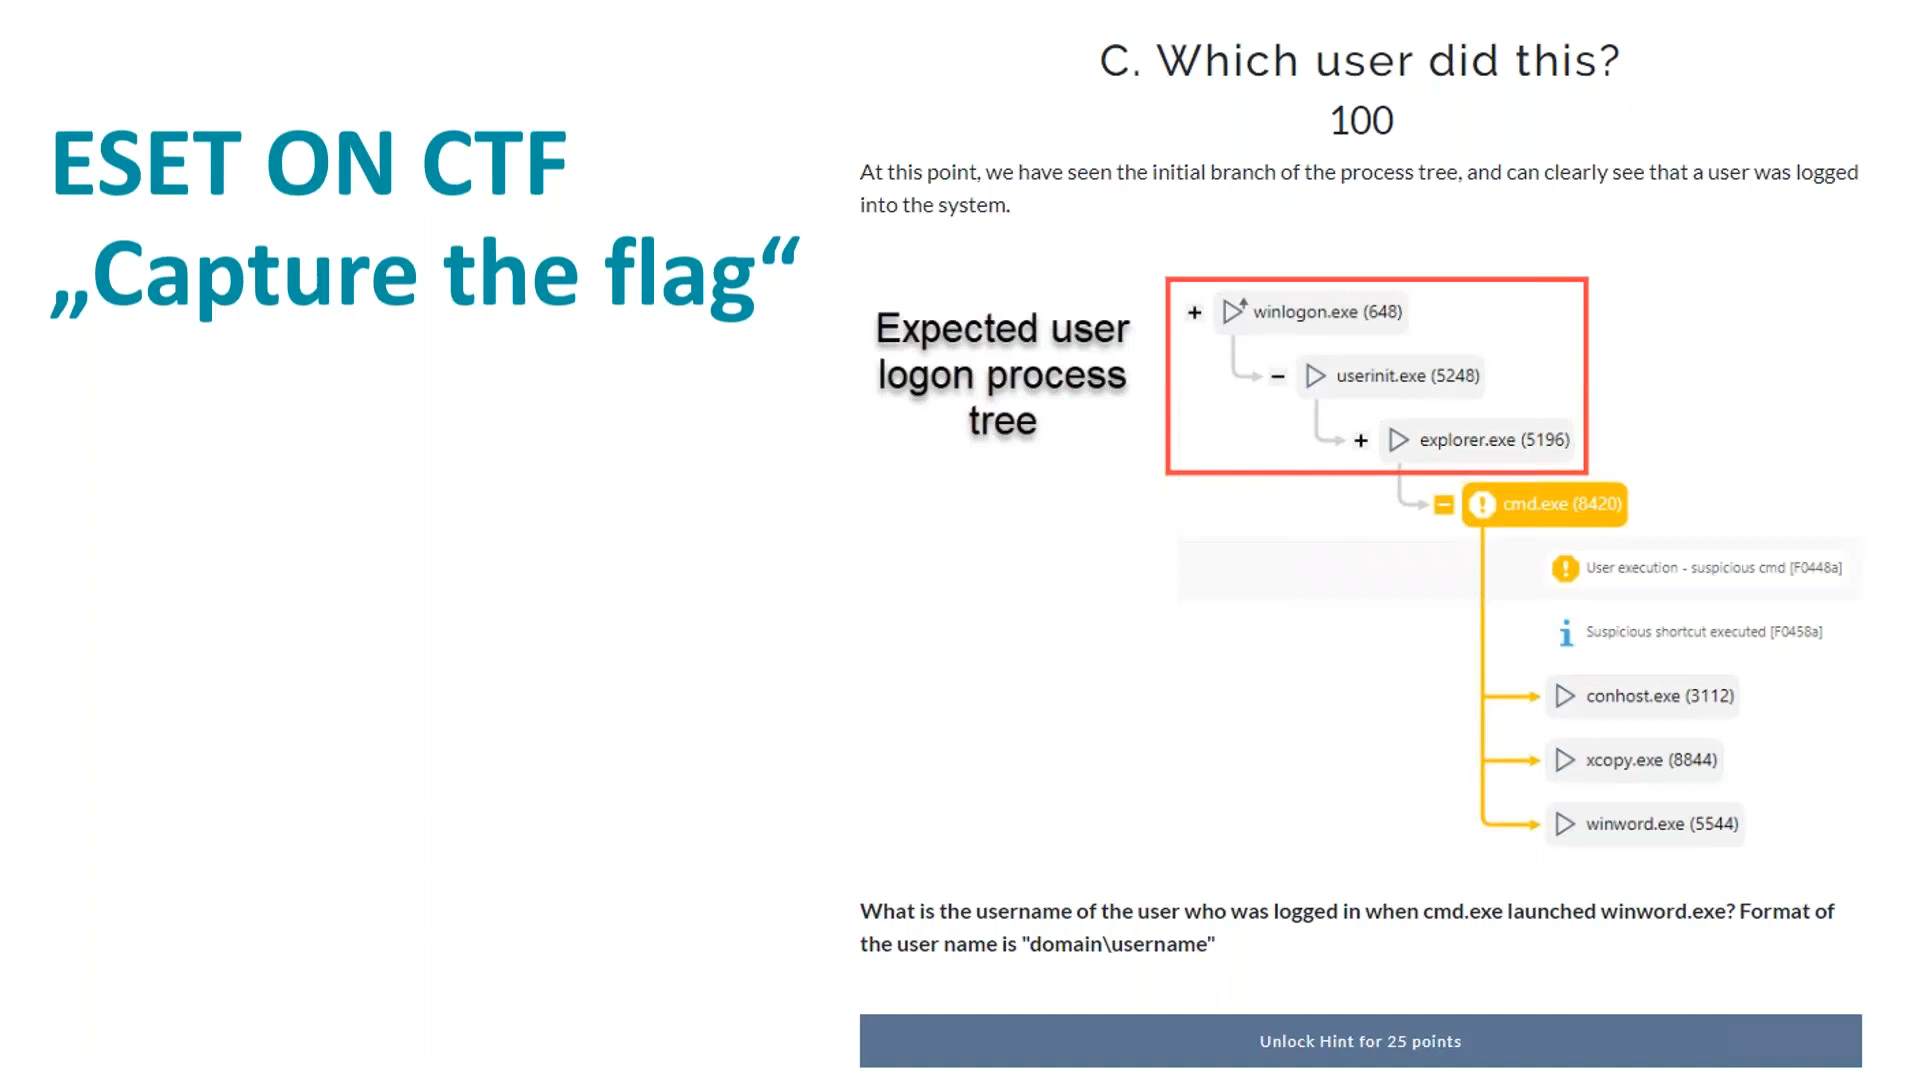 ESET ON CTF
„Capture the flag“
C. Which user did this?
100
At this point, we have seen the initial branch of the process tree, and can clearly see that a user was logged
into the system.
Expected user
logon process
tree
+ winlogon.exe (648)
− userinit.exe (5248)
+ explorer.exe (5196)
− cmd.exe (8420)
User execution - suspicious cmd [F0448a]
Suspicious shortcut executed [F0458a]
conhost.exe (3112)
xcopy.exe (8844)
winword.exe (5544)
What is the username of the user who was logged in when cmd.exe launched winword.exe? Format of
the user name is "domain\username"
Unlock Hint for 25 points